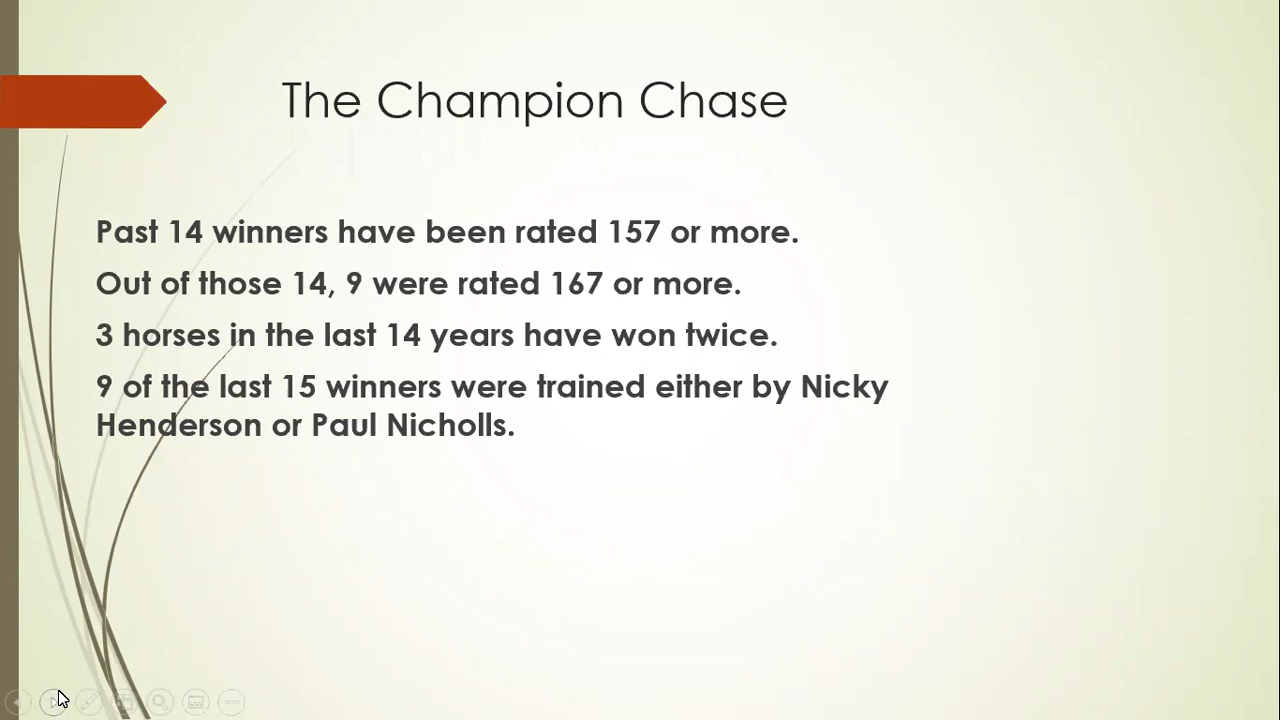 The Champion Chase
Past 14 winners have been rated 157 or more.
Out of those 14, 9 were rated 167 or more.
3 horses in the last 14 years have won twice.
9 of the last 15 winners were trained either by Nicky
Henderson or Paul Nicholls.